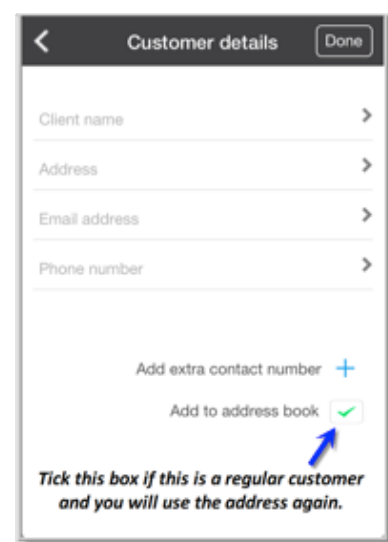 Customer details Done
Client name
Address
Email address
Phone number
Add extra contact number
Add to address book
Tick this box if this is a regular customer
and you will use the address again.